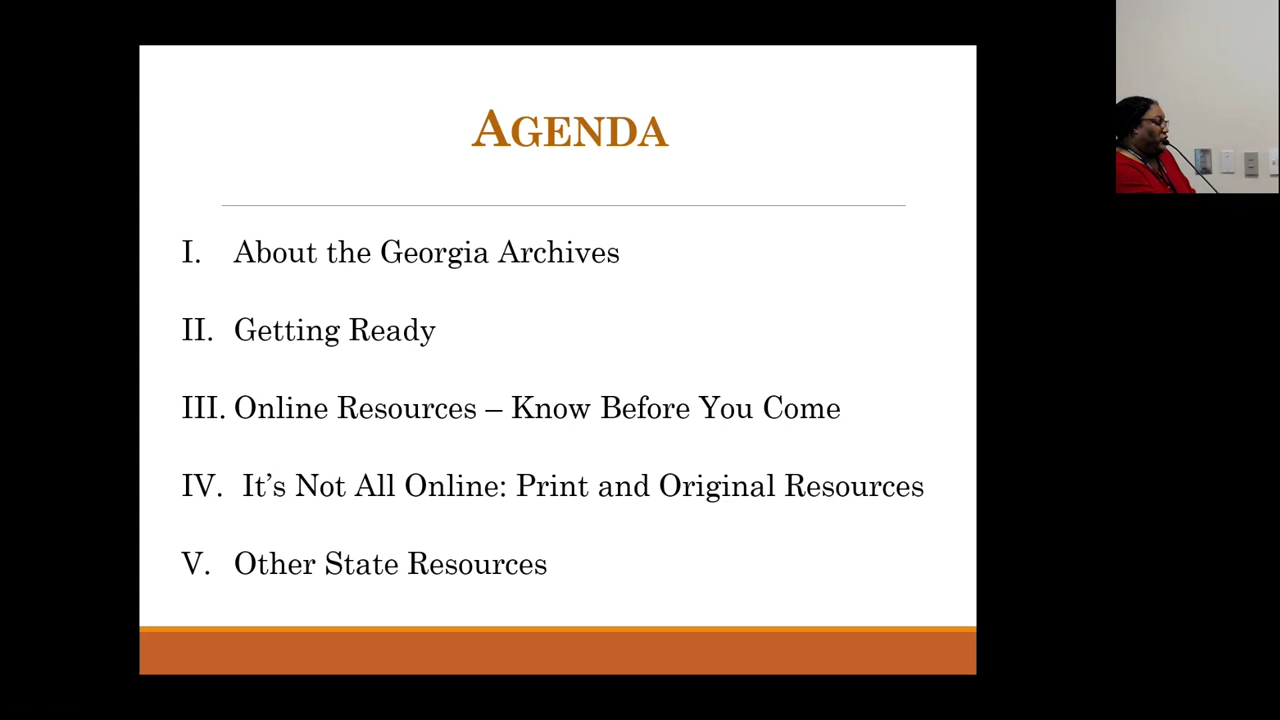 AGENDA
I. About the Georgia Archives
II. Getting Ready
III. Online Resources – Know Before You Come
IV. It’s Not All Online: Print and Original Resources
V. Other State Resources